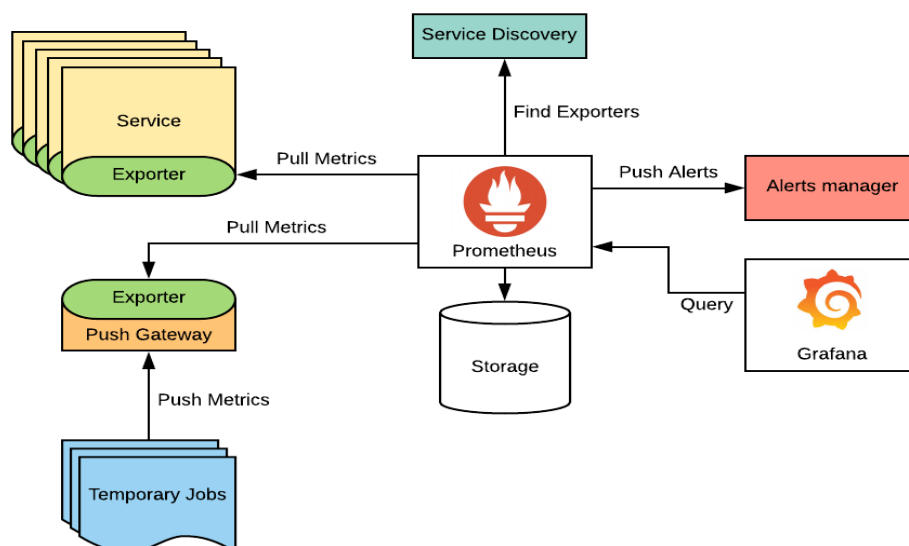 Service Discovery
Service
Find Exporters
Pull Metrics
Exporter
Push Alerts
Alerts manager
Pull Metrics
Prometheus
Exporter
Push Gateway
Query
Grafana
Storage
Push Metrics
Temporary Jobs